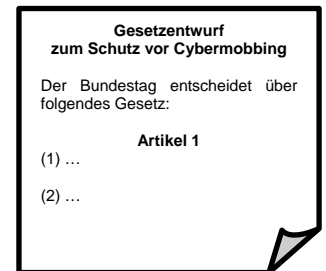 Gesetzentwurf
zum Schutz vor Cybermobbing
Der Bundestag entscheidet über
folgendes Gesetz:
Artikel 1
(1) …
(2) …